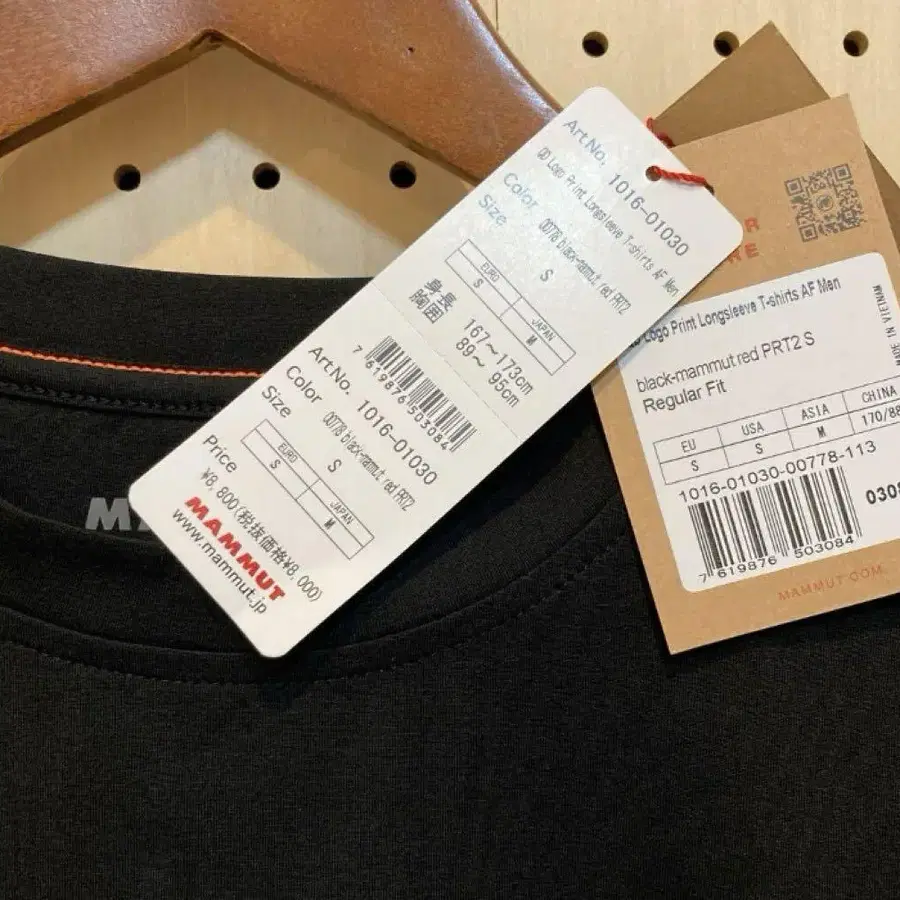 Art No. 1016-01030
QD Logo Print Longsleeve T-shirts AF Men
Color 00778 black-mammut red PRT2
Size S
EURO JAPAN
S M
身長 167～173cm
胸囲 89～ 95cm
7 619876 503084
Art No. 1016-01030
Color 00778 black-mammut red PRT2
Size S
EURO JAPAN
S M
Price
¥8,800(税抜価格¥8,000)
MAMMUT
www.mammut.jp
Logo Print Longsleeve T-shirts AF Men
MADE IN VIETNAM
black-mammut red PRT2 S
Regular Fit
EU USA ASIA CHINA
S S M 170/88
1016-01030-00778-113
7 619876 503084
MAMMUT.COM